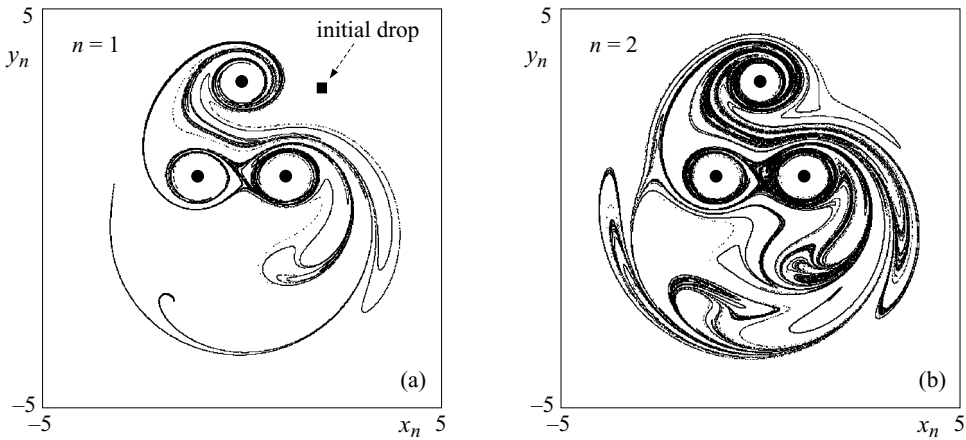 5
y_n
n = 1
initial drop
(a)
–5
–5
x_n
5
5
y_n
n = 2
(b)
–5
–5
x_n
5